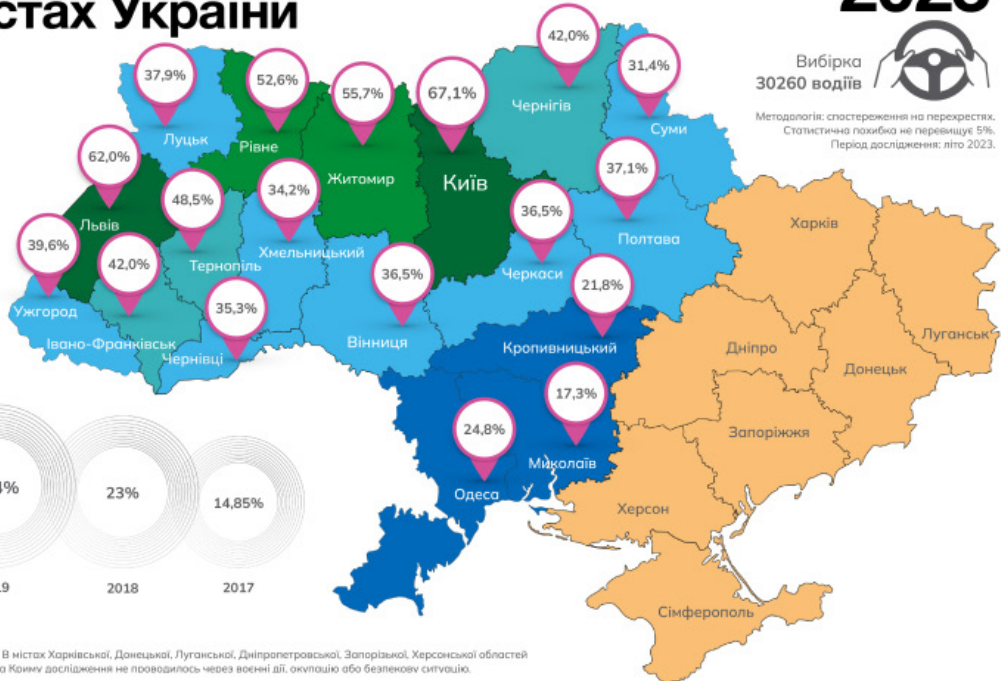 стах України
2023
Вибірка
30260 водіїв
Методологія: спостереження на перехрестях.
Статистична похибка не перевищує 5%.
Період дослідження: літо 2023.
42,0%
37,9%
52,6%
55,7%
67,1%
31,4%
Чернігів
Луцьк
Рівне
Суми
62,0%
Житомир
Київ
37,1%
34,2%
48,5%
36,5%
Львів
Харків
39,6%
Полтава
42,0%
Тернопіль
Хмельницький
36,5%
Черкаси
21,8%
35,3%
Ужгород
Луганськ
Івано-Франківськ
Вінниця
Кропивницький
Дніпро
Чернівці
Донецьк
17,3%
24,8%
Запоріжжя
Миколаїв
4%
23%
14,85%
Одеса
Херсон
9
2018
2017
Сімферополь
В містах Харківської, Донецької, Луганської, Дніпропетровської, Запорізької, Херсонської областей
а Криму дослідження не проводилось через воєнні дії, окупацію або безпекову ситуацію.